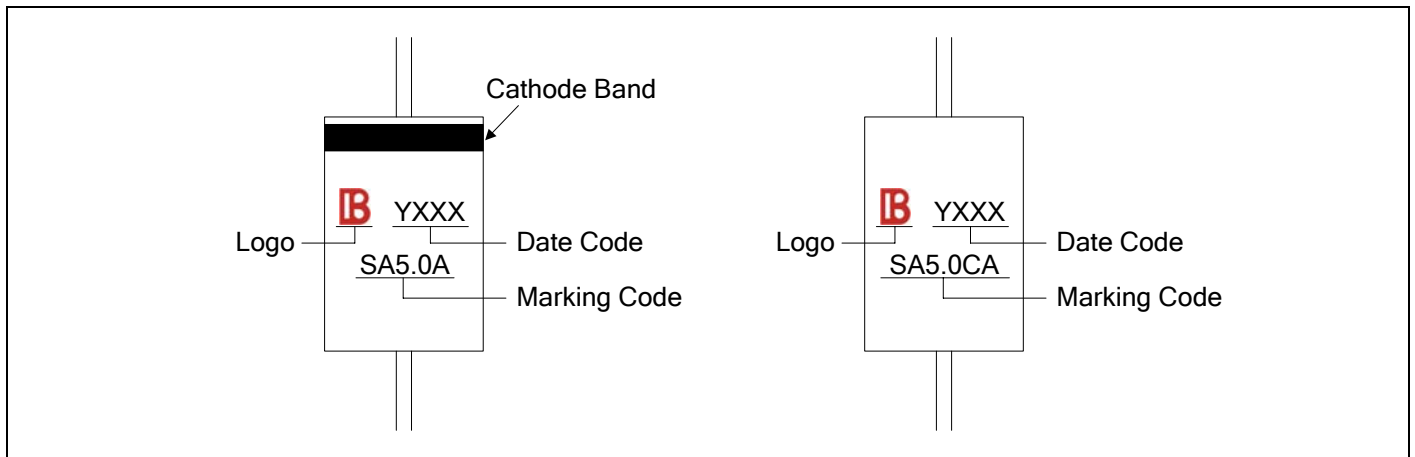 Cathode Band
B YXXX B YXXX
Logo Date Code Logo Date Code
SA5.0A SA5.0CA
Marking Code Marking Code